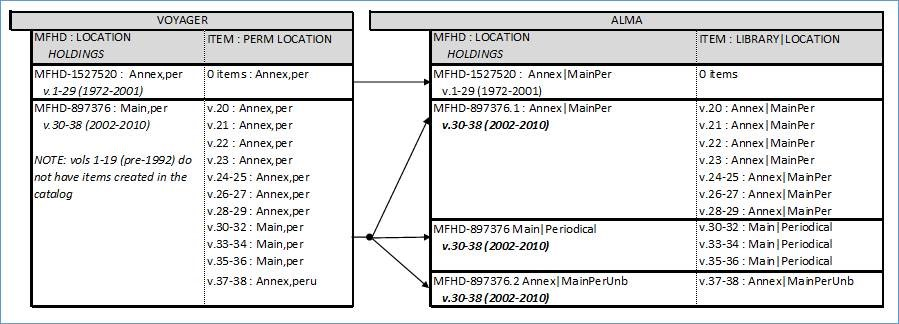 VOYAGER
MFHD : LOCATION
HOLDINGS
ITEM : PERM LOCATION
MFHD-1527520 : Annex,per
v.1-29 (1972-2001)
0 items : Annex,per
MFHD-897376 : Main,per
v.30-38 (2002-2010)
NOTE: vols 1-19 (pre-1992) do
not have items created in the
catalog
v.20 : Annex,per
v.21 : Annex,per
v.22 : Annex,per
v.23 : Annex,per
v.24-25 : Annex,per
v.26-27 : Annex,per
v.28-29 : Annex,per
v.30-32 : Main,per
v.33-34 : Main,per
v.35-36 : Main,per
v.37-38 : Annex,peru
ALMA
MFHD : LOCATION
HOLDINGS
ITEM : LIBRARY|LOCATION
MFHD-1527520 : Annex|MainPer
v.1-29 (1972-2001)
0 items
MFHD-897376.1 : Annex|MainPer
v.30-38 (2002-2010)
v.20 : Annex|MainPer
v.21 : Annex|MainPer
v.22 : Annex|MainPer
v.23 : Annex|MainPer
v.24-25 : Annex|MainPer
v.26-27 : Annex|MainPer
v.28-29 : Annex|MainPer
MFHD-897376 Main|Periodical
v.30-38 (2002-2010)
v.30-32 : Main|Periodical
v.33-34 : Main|Periodical
v.35-36 : Main|Periodical
MFHD-897376.2 Annex|MainPerUnb
v.30-38 (2002-2010)
v.37-38 : Annex|MainPerUnb